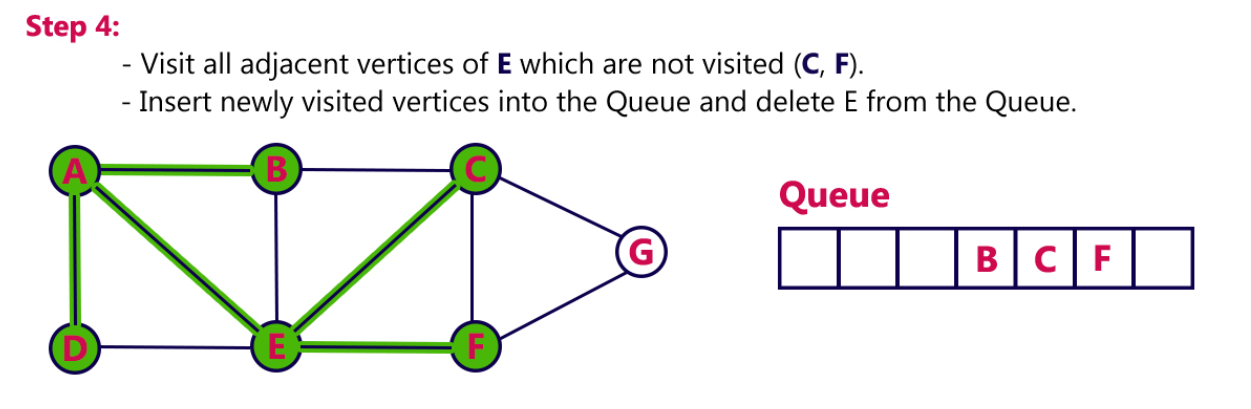 Step 4:
- Visit all adjacent vertices of E which are not visited (C, F).
- Insert newly visited vertices into the Queue and delete E from the Queue.
A B C
G
D E F
Queue
B C F